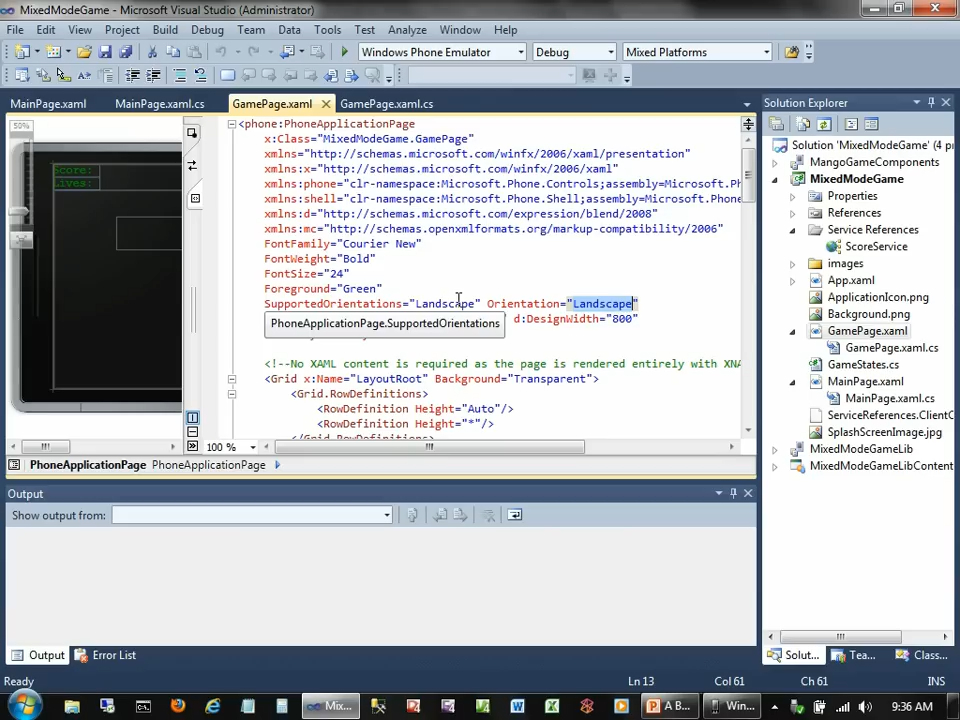 MixedModeGame - Microsoft Visual Studio (Administrator)
File Edit View Project Build Debug Team Data Tools Test Analyze Window Help
Windows Phone Emulator Debug Mixed Platforms
MainPage.xaml MainPage.xaml.cs GamePage.xaml GamePage.xaml.cs
50%
Score:
Lives:
<phone:PhoneApplicationPage
x:Class="MixedModeGame.GamePage"
xmlns="http://schemas.microsoft.com/winfx/2006/xaml/presentation"
xmlns:x="http://schemas.microsoft.com/winfx/2006/xaml"
xmlns:phone="clr-namespace:Microsoft.Phone.Controls;assembly=Microsoft.Ph
xmlns:shell="clr-namespace:Microsoft.Phone.Shell;assembly=Microsoft.Phone
xmlns:d="http://schemas.microsoft.com/expression/blend/2008"
xmlns:mc="http://schemas.openxmlformats.org/markup-compatibility/2006"
FontFamily="Courier New"
FontWeight="Bold"
FontSize="24"
Foreground="Green"
SupportedOrientations="Landscape" Orientation="Landscape"
d:DesignWidth="800"
PhoneApplicationPage.SupportedOrientations
<!--No XAML content is required as the page is rendered entirely with XNA
<Grid x:Name="LayoutRoot" Background="Transparent">
<Grid.RowDefinitions>
<RowDefinition Height="Auto"/>
<RowDefinition Height="*"/>
</Grid.RowDefinitions>
100 %
PhoneApplicationPage PhoneApplicationPage
Output
Show output from:
Output Error List
Solution Explorer
Solution 'MixedModeGame' (4 pr
MangoGameComponents
MixedModeGame
Properties
References
Service References
ScoreService
images
App.xaml
ApplicationIcon.png
Background.png
GamePage.xaml
GamePage.xaml.cs
GameStates.cs
MainPage.xaml
MainPage.xaml.cs
ServiceReferences.ClientC
SplashScreenImage.jpg
MixedModeGameLib
MixedModeGameLibContent
Solut... Tea... Class...
Ready Ln 13 Col 61 Ch 61 INS
Mix... A B... Win... 9:36 AM